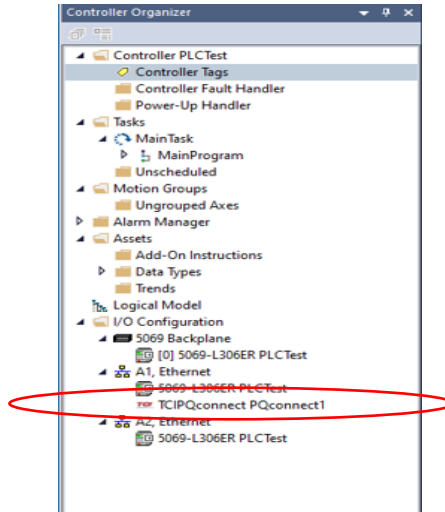 Controller Organizer
Controller PLCTest
Controller Tags
Controller Fault Handler
Power-Up Handler
Tasks
MainTask
MainProgram
Unscheduled
Motion Groups
Ungrouped Axes
Alarm Manager
Assets
Add-On Instructions
Data Types
Trends
Logical Model
I/O Configuration
5069 Backplane
[0] 5069-L306ER PLCTest
A1, Ethernet
5069-L306ER PLCTest
TCIPQconnect PQconnect1
A2, Ethernet
5069-L306ER PLCTest